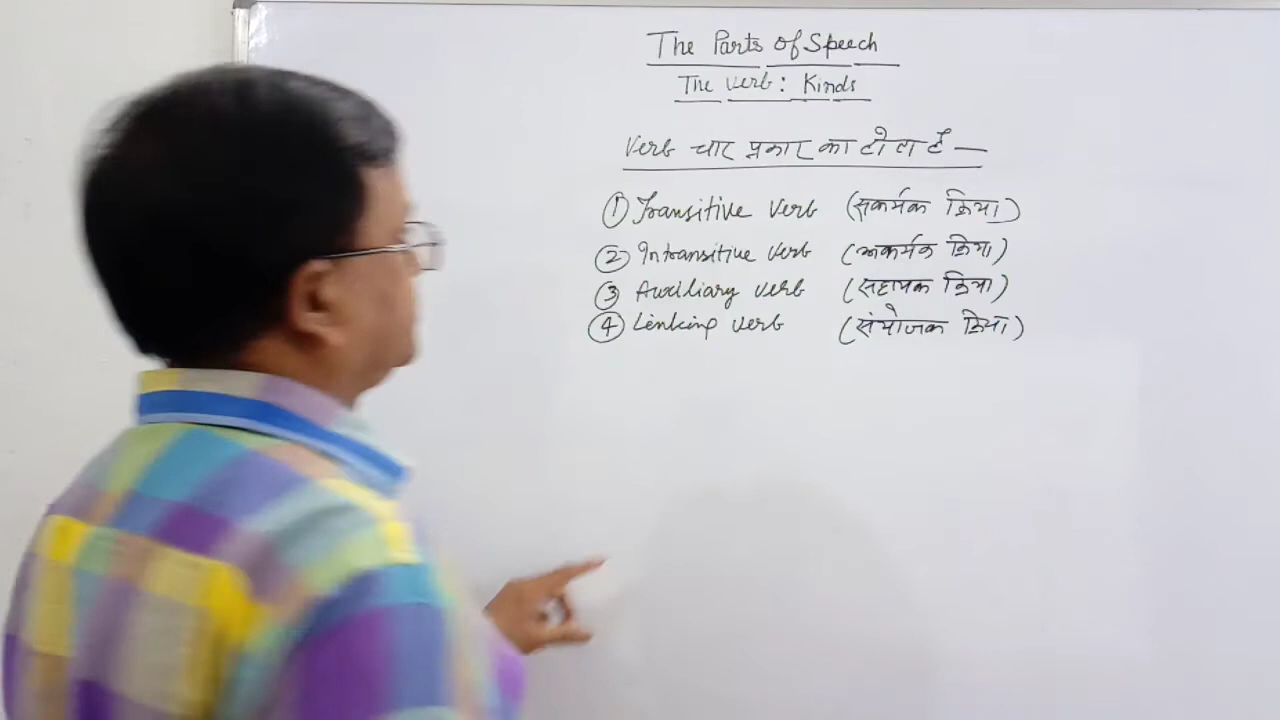 The Parts of Speech
The Verb: Kinds
Verb चार प्रकार का होता है —
① Transitive Verb (सकर्मक क्रिया)
② Intransitive Verb (अकर्मक क्रिया)
③ Auxiliary Verb (सहायक क्रिया)
④ Linking Verb (संयोजक क्रिया)